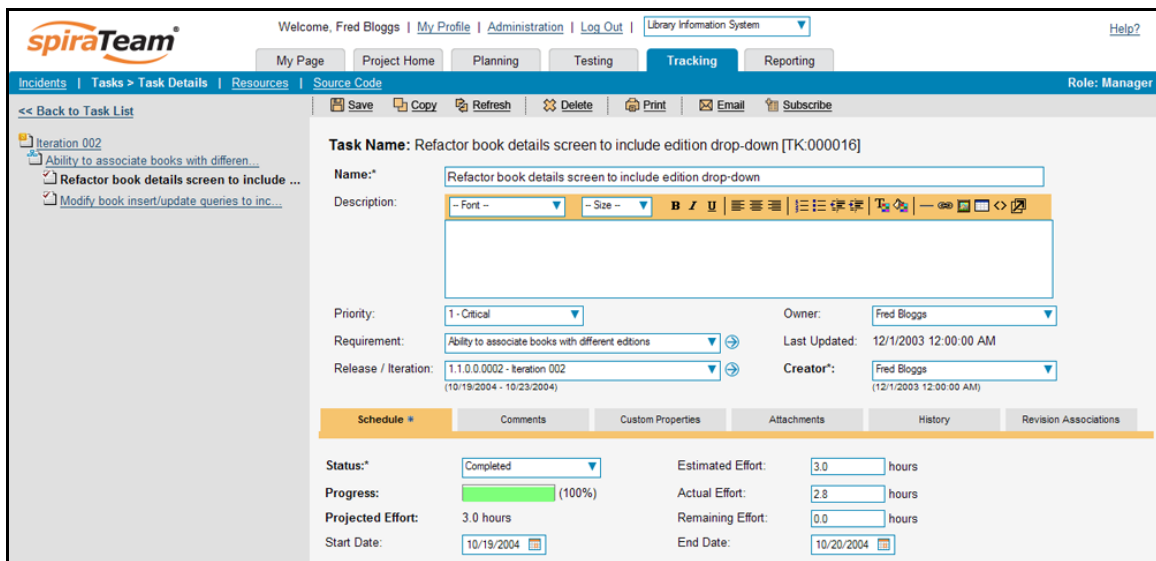 spiraTeam®
Welcome, Fred Bloggs | My Profile | Administration | Log Out | Library Information System
Help?
My Page Project Home Planning Testing Tracking Reporting
Incidents | Tasks > Task Details | Resources | Source Code Role: Manager
<< Back to Task List
Save Copy Refresh Delete Print Email Subscribe
Iteration 002
Ability to associate books with differen...
Refactor book details screen to include ...
Modify book insert/update queries to inc...
Task Name: Refactor book details screen to include edition drop-down [TK:000016]
Name:* Refactor book details screen to include edition drop-down
Description: -- Font -- -- Size -- B I U
Priority: 1 - Critical Owner: Fred Bloggs
Requirement: Ability to associate books with different editions Last Updated: 12/1/2003 12:00:00 AM
Release / Iteration: 1.1.0.0.0002 - Iteration 002 Creator*: Fred Bloggs
(10/19/2004 - 10/23/2004) (12/1/2003 12:00:00 AM)
Schedule * Comments Custom Properties Attachments History Revision Associations
Status:* Completed Estimated Effort: 3.0 hours
Progress: (100%) Actual Effort: 2.8 hours
Projected Effort: 3.0 hours Remaining Effort: 0.0 hours
Start Date: 10/19/2004 End Date: 10/20/2004